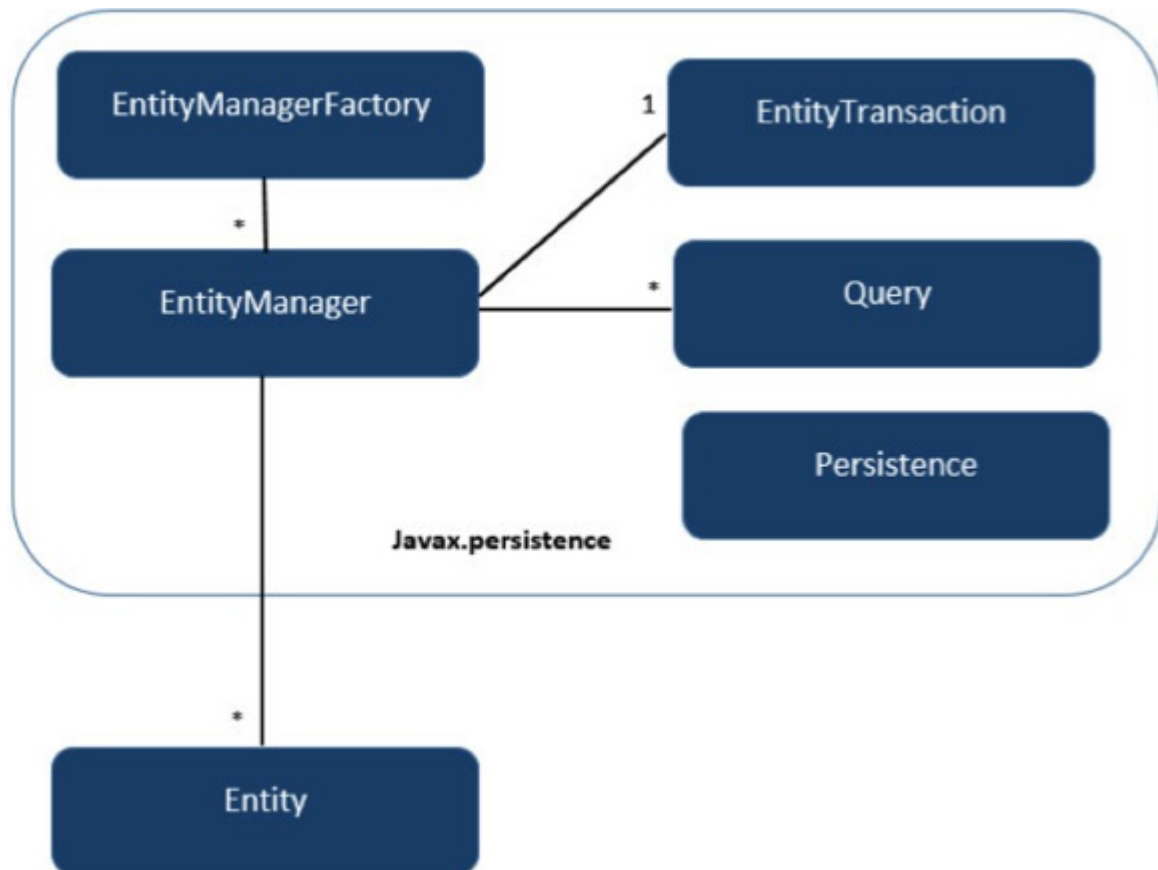 EntityManagerFactory
1
EntityTransaction
*
EntityManager
*
Query
Persistence
Javax.persistence
*
Entity